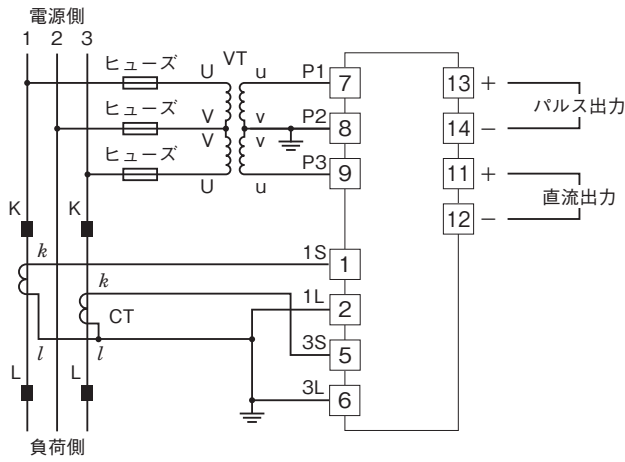 電源側
1 2 3
ヒューズ U VT u P1 7 13 + パルス出力
ヒューズ V v P2 8 14 −
ヒューズ V v 11 + 直流出力
U u P3 9 12 −
K K
k 1S 1
k 1L 2
CT
l l 3S 5
L L 3L 6
負荷側